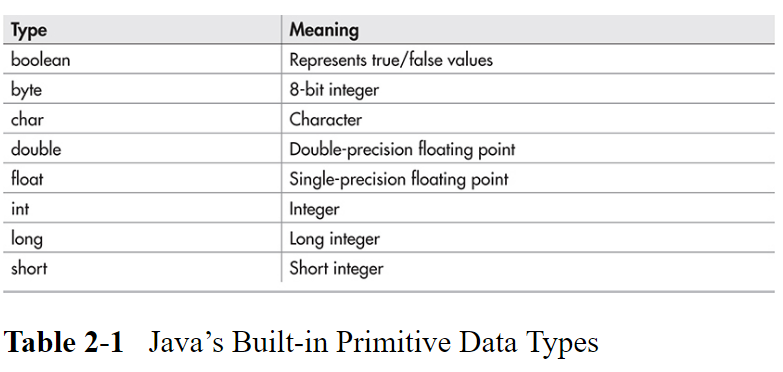 Type Meaning
boolean Represents true/false values
byte 8-bit integer
char Character
double Double-precision floating point
float Single-precision floating point
int Integer
long Long integer
short Short integer
Table 2-1 Java’s Built-in Primitive Data Types